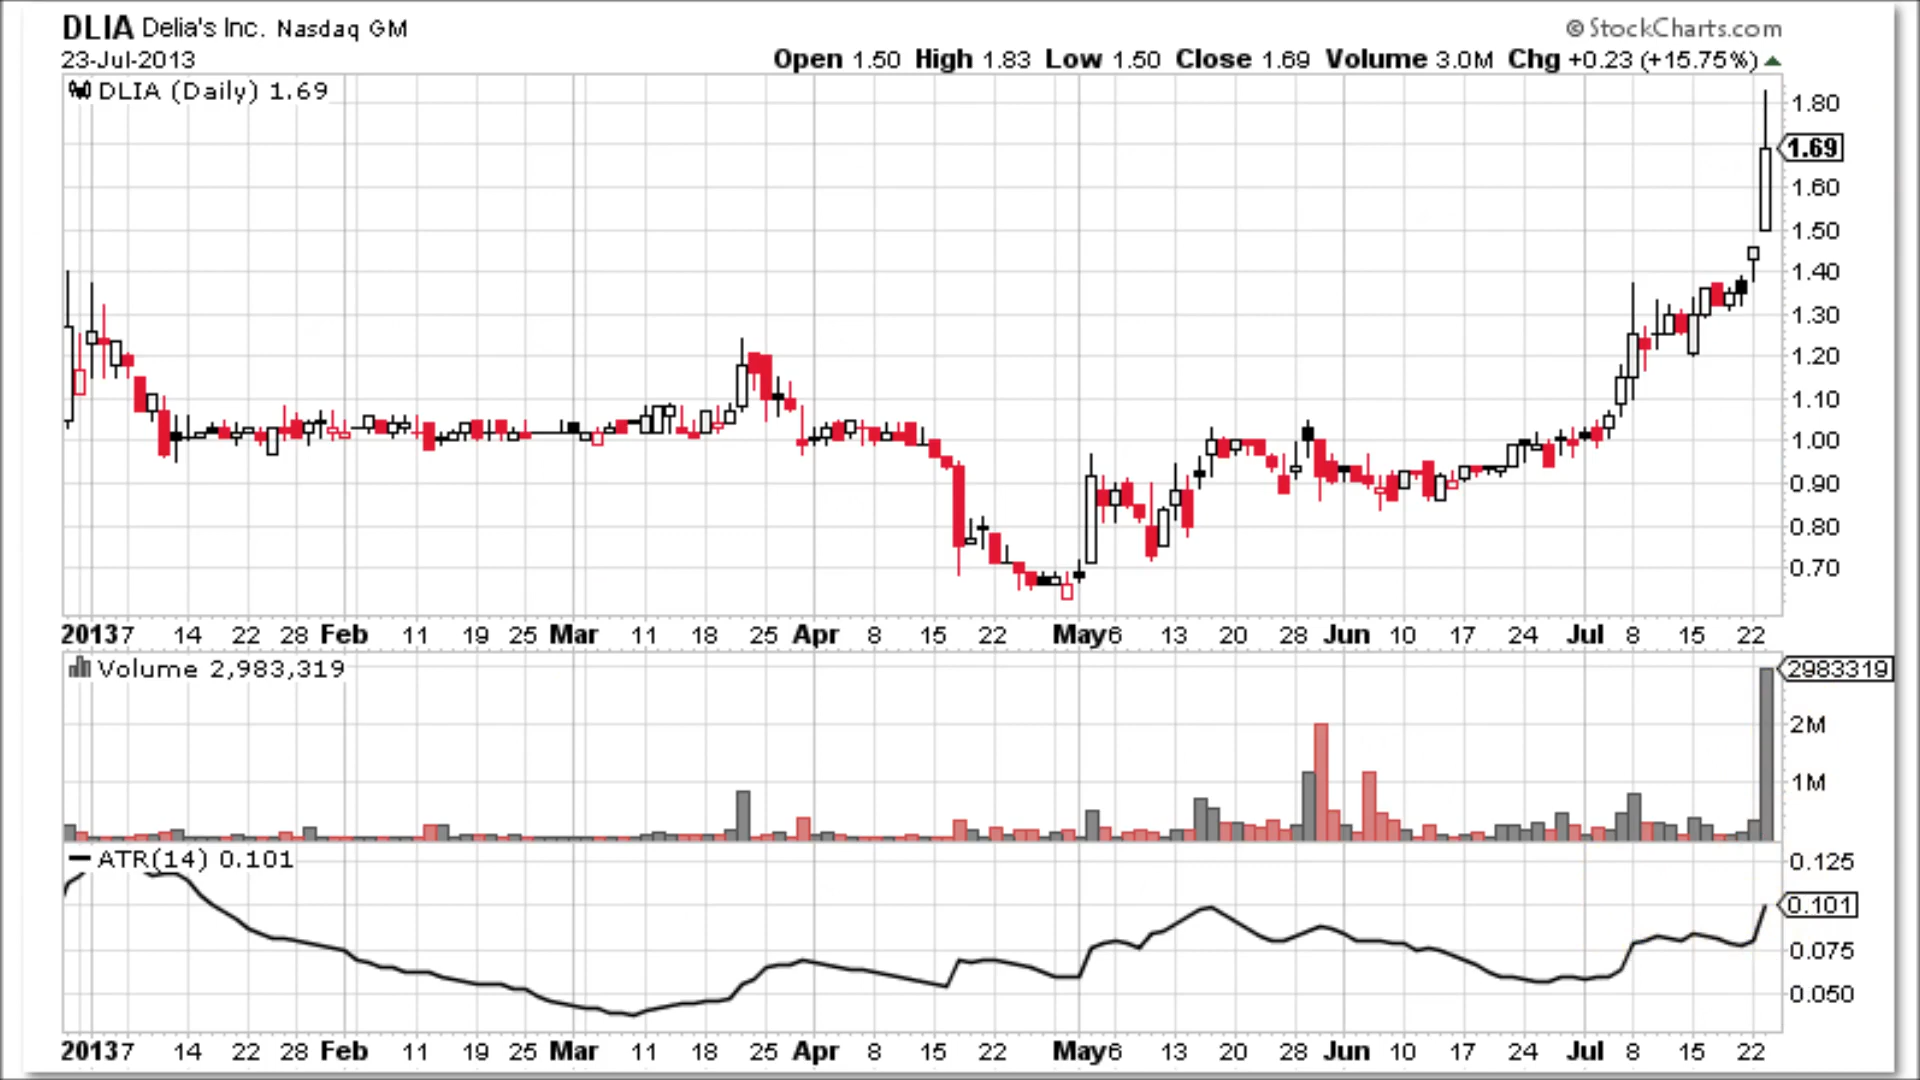 DLIA Delia's Inc. Nasdaq GM
© StockCharts.com
23-Jul-2013
Open 1.50 High 1.83 Low 1.50 Close 1.69 Volume 3.0M Chg +0.23 (+15.75%)
DLIA (Daily) 1.69
1.80
1.69
1.60
1.50
1.40
1.30
1.20
1.10
1.00
0.90
0.80
0.70
2013 7 14 22 28 Feb 11 19 25 Mar 11 18 25 Apr 8 15 22 May 6 13 20 28 Jun 10 17 24 Jul 8 15 22
Volume 2,983,319
2983319
2M
1M
ATR(14) 0.101
0.125
0.101
0.075
0.050
2013 7 14 22 28 Feb 11 19 25 Mar 11 18 25 Apr 8 15 22 May 6 13 20 28 Jun 10 17 24 Jul 8 15 22